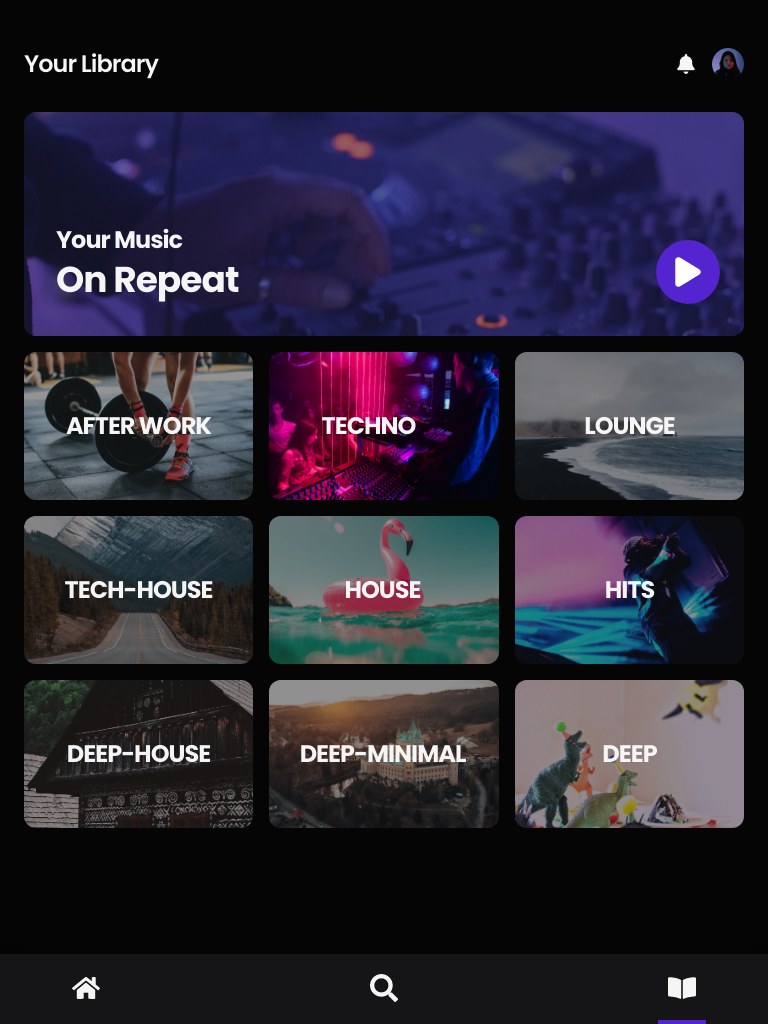 Your Library
Your Music
On Repeat
AFTER WORK
TECHNO
LOUNGE
TECH-HOUSE
HOUSE
HITS
DEEP-HOUSE
DEEP-MINIMAL
DEEP